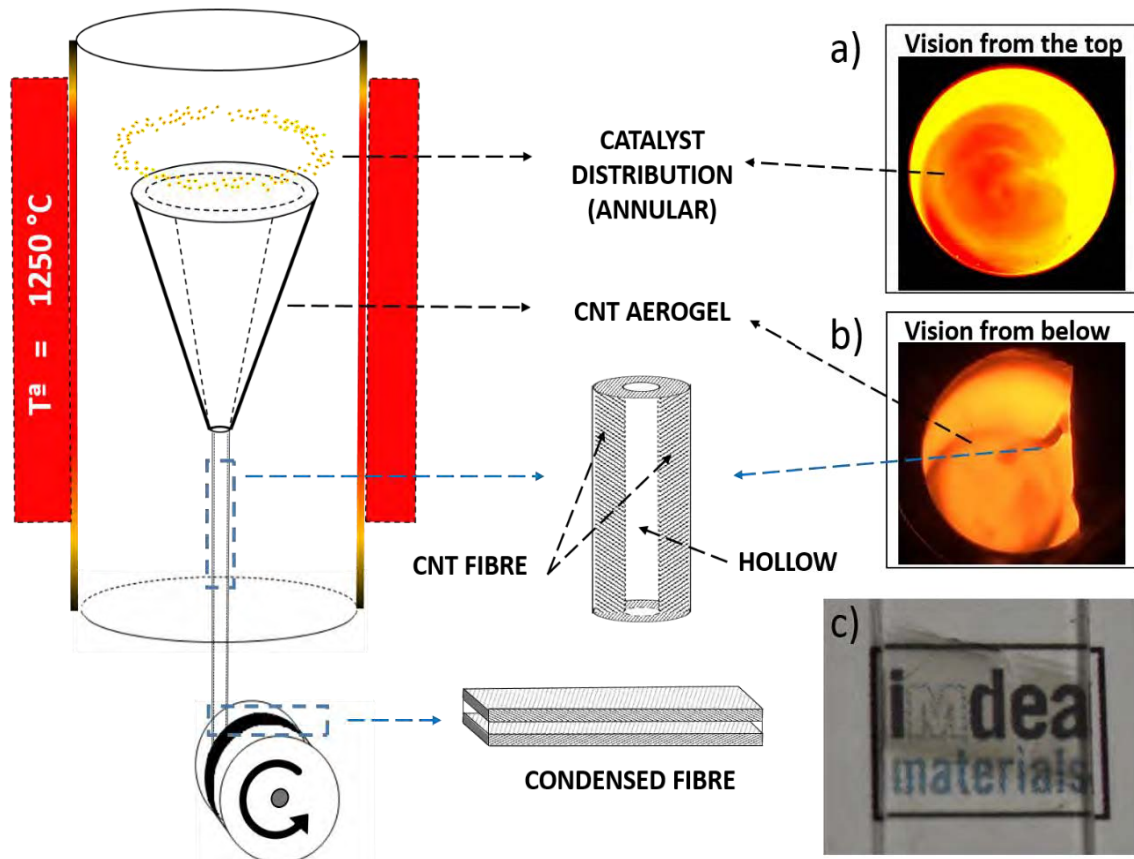 a)
Vision from the top
Tª = 1250 °C
CATALYST
DISTRIBUTION
(ANNULAR)
CNT AEROGEL
b)
Vision from below
CNT FIBRE
HOLLOW
c)
imdea
materials
CONDENSED FIBRE